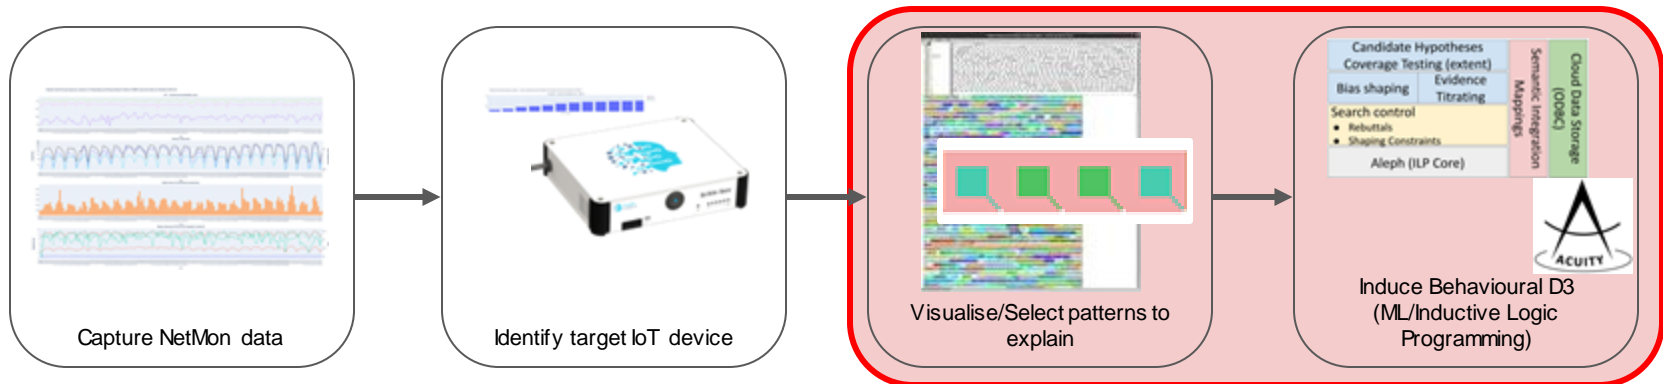 Capture NetMon data
Identify target IoT device
Visualise/Select patterns to
explain
Candidate Hypotheses
Coverage Testing (extent)
Bias shaping
Evidence
Titrating
Search control
● Rebuttals
● Shaping Constraints
Aleph (ILP Core)
Semantic Integration
Mappings
Cloud Data Storage
(ODBC)
ACUITY
Induce Behavioural D3
(ML/Inductive Logic
Programming)